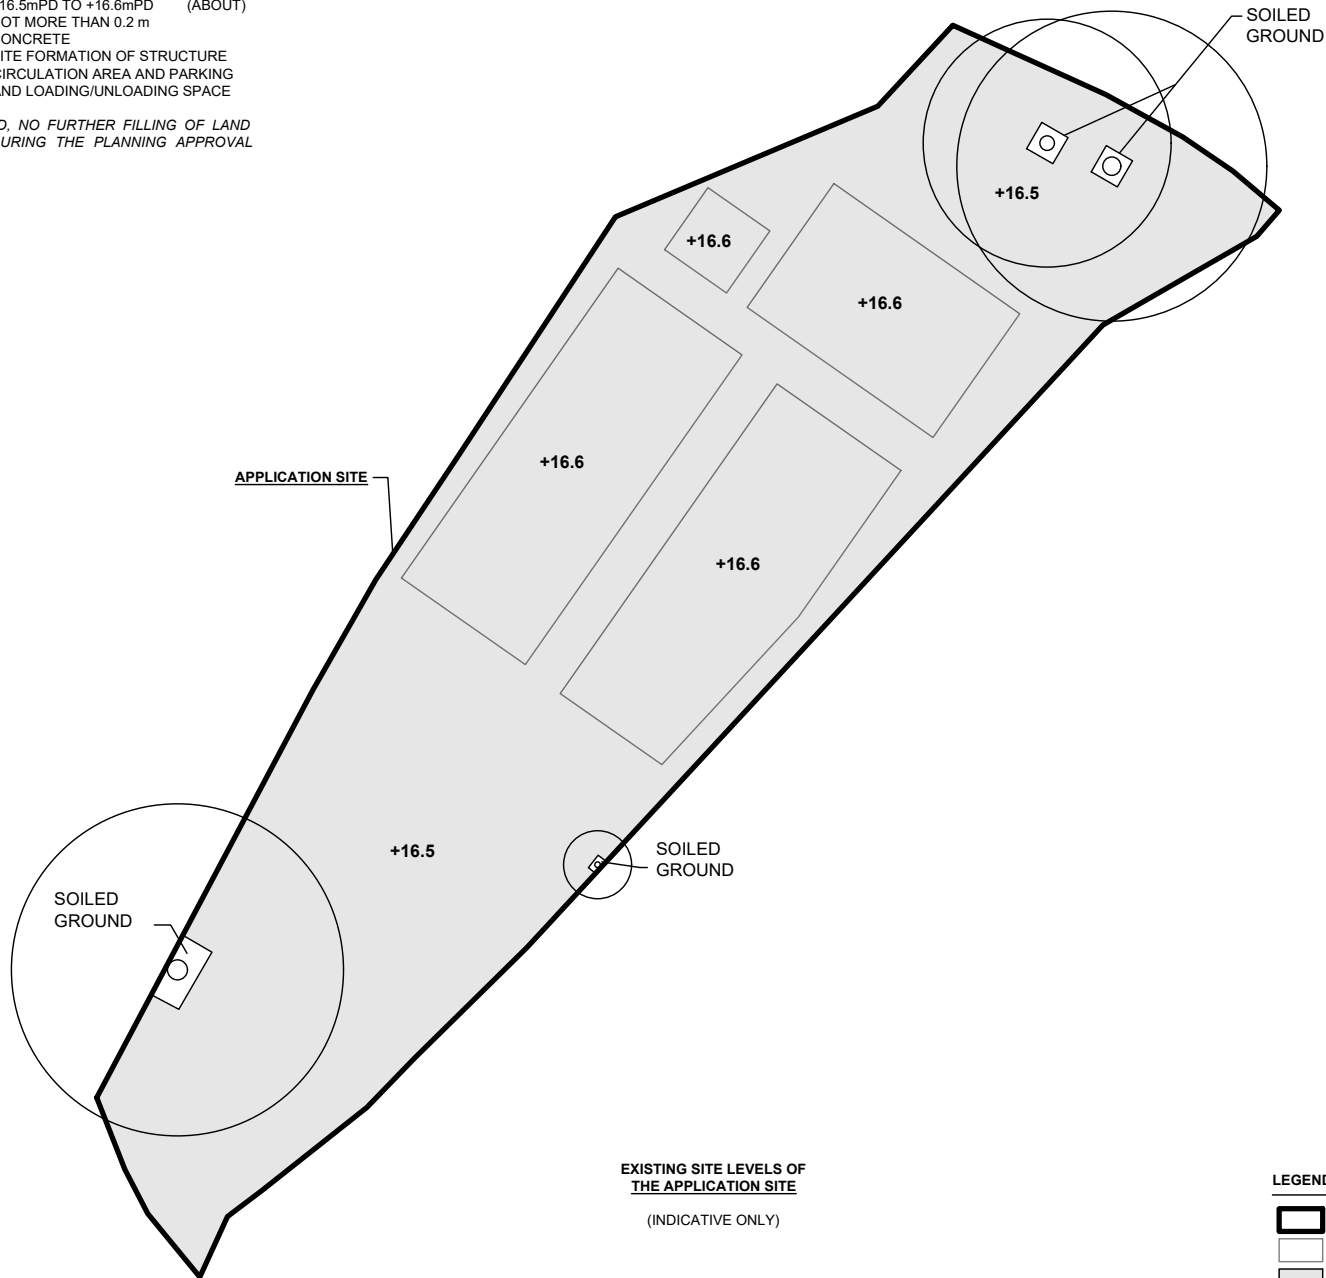 16.5mPD TO +16.6mPD (ABOUT)
OT MORE THAN 0.2 m
ONCRETE
ITE FORMATION OF STRUCTURE
CIRCULATION AREA AND PARKING
AND LOADING/UNLOADING SPACE
D, NO FURTHER FILLING OF LAND
URING THE PLANNING APPROVAL
SOILED
GROUND
+16.5
+16.6
+16.6
+16.6
APPLICATION SITE
+16.6
+16.5
SOILED
GROUND
SOILED
GROUND
EXISTING SITE LEVELS OF
THE APPLICATION SITE
(INDICATIVE ONLY)
LEGEND